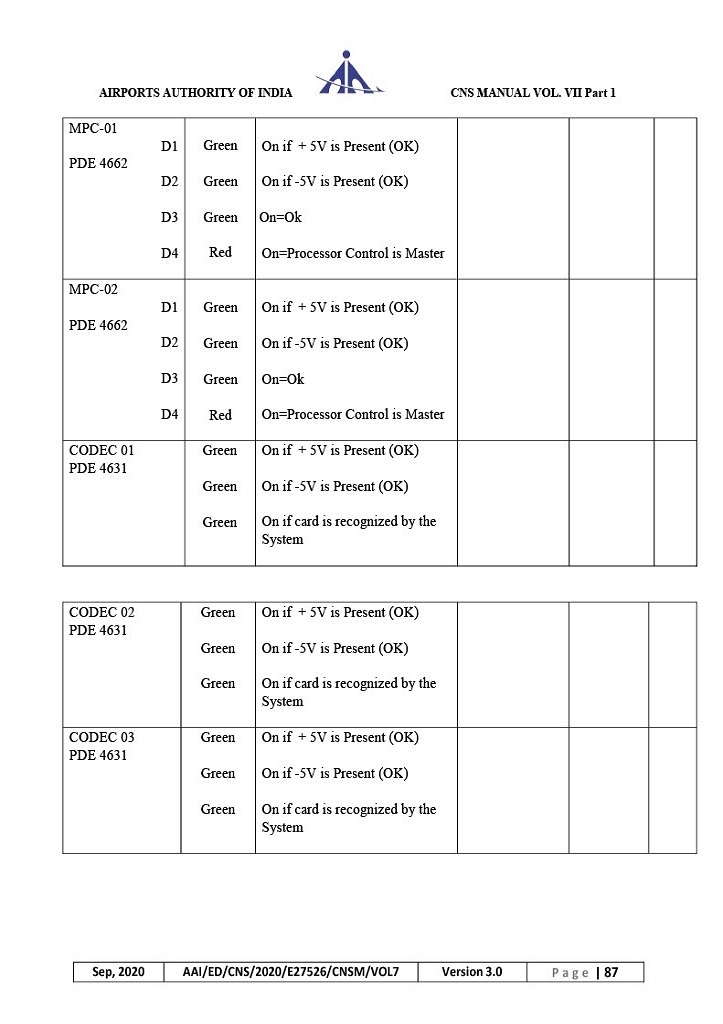 AIRPORTS AUTHORITY OF INDIA CNS MANUAL VOL. VII Part 1
MPC-01
D1 Green On if + 5V is Present (OK)
PDE 4662
D2 Green On if -5V is Present (OK)
D3 Green On=Ok
D4 Red On=Processor Control is Master
MPC-02
D1 Green On if + 5V is Present (OK)
PDE 4662
D2 Green On if -5V is Present (OK)
D3 Green On=Ok
D4 Red On=Processor Control is Master
CODEC 01 Green On if + 5V is Present (OK)
PDE 4631
Green On if -5V is Present (OK)
Green On if card is recognized by the
System
CODEC 02 Green On if + 5V is Present (OK)
PDE 4631
Green On if -5V is Present (OK)
Green On if card is recognized by the
System
CODEC 03 Green On if + 5V is Present (OK)
PDE 4631
Green On if -5V is Present (OK)
Green On if card is recognized by the
System
Sep, 2020 AAI/ED/CNS/2020/E27526/CNSM/VOL7 Version 3.0 Page | 87